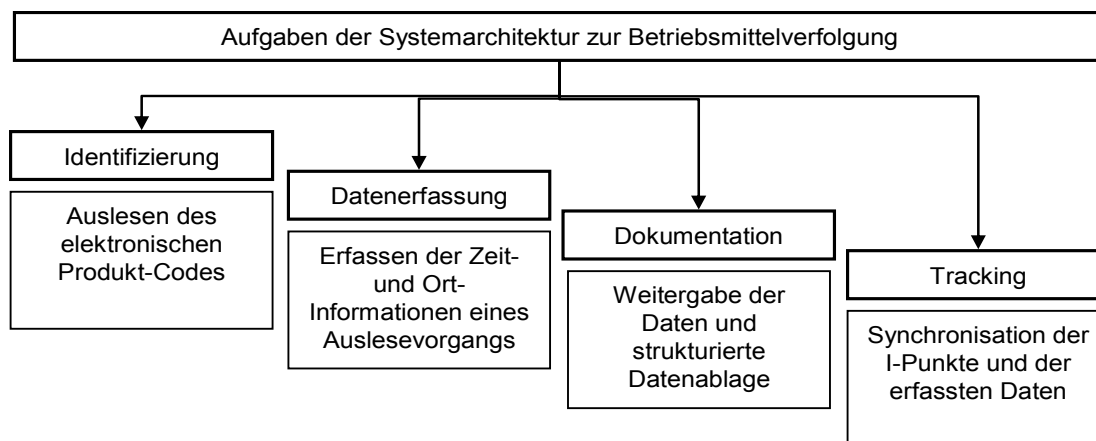 Aufgaben der Systemarchitektur zur Betriebsmittelverfolgung
Identifizierung
Auslesen des
elektronischen
Produkt-Codes
Datenerfassung
Erfassen der Zeit-
und Ort-
Informationen eines
Auslesevorgangs
Dokumentation
Weitergabe der
Daten und
strukturierte
Datenablage
Tracking
Synchronisation der
I-Punkte und der
erfassten Daten